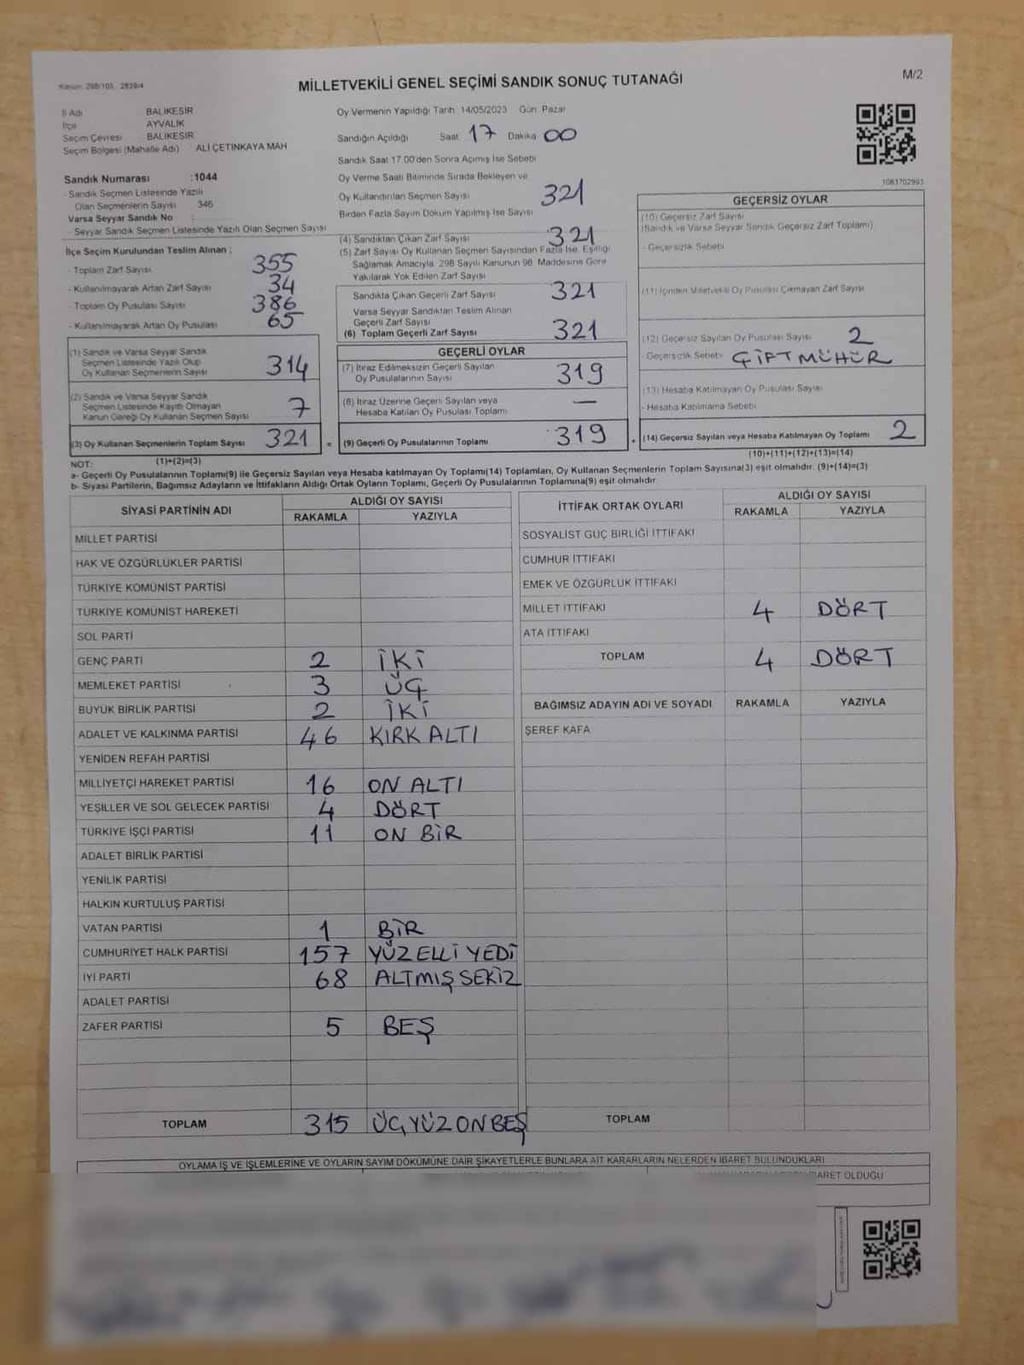 Kanun: 298/103, 2839/4
MİLLETVEKİLİ GENEL SEÇİMİ SANDIK SONUÇ TUTANAĞI
M/2
İl Adı BALIKESİR
İlçe AYVALIK
Seçim Çevresi BALIKESİR
Seçim Bölgesi (Mahalle Adı) ALİ ÇETİNKAYA MAH
Sandık Numarası :1044
- Sandık Seçmen Listesinde Yazılı
Olan Seçmenlerin Sayısı 346
Varsa Seyyar Sandık No
- Seyyar Sandık Seçmen Listesinde Yazılı Olan Seçmen Sayısı
Oy Vermenin Yapıldığı Tarih: 14/05/2023 Gün: Pazar
Sandığın Açıldığı Saat 17 Dakika 00
Sandık Saat 17.00'den Sonra Açılmış İse Sebebi
Oy Verme Saati Bitiminde Sırada Bekleyen ve
Oy Kullandırılan Seçmen Sayısı 321
Birden Fazla Sayım Döküm Yapılmış İse Sayısı
1083702993
İlçe Seçim Kurulundan Teslim Alınan ;
- Toplam Zarf Sayısı 355
- Kullanılmayarak Artan Zarf Sayısı 34
- Toplam Oy Pusulası Sayısı 386
- Kullanılmayarak Artan Oy Pusulası 65
(1) Sandık ve Varsa Seyyar Sandık
Seçmen Listesinde Yazılı Olup
Oy Kullanan Seçmenlerin Sayısı 314
(2) Sandık ve Varsa Seyyar Sandık
Seçmen Listesinde Kayıtlı Olmayan
Kanun Gereği Oy Kullanan Seçmen Sayısı 7
(3) Oy Kullanan Seçmenlerin Toplam Sayısı 321 =
(1)+(2)=(3)
(4) Sandıktan Çıkan Zarf Sayısı 321
(5) Zarf Sayısı Oy Kullanan Seçmen Sayısından Fazla İse, Eşitliği
Sağlamak Amacıyla 298 Sayılı Kanunun 98. Maddesine Göre
Yakılarak Yok Edilen Zarf Sayısı
Sandıkta Çıkan Geçerli Zarf Sayısı 321
Varsa Seyyar Sandıktan Teslim Alınan
Geçerli Zarf Sayısı
(6) Toplam Geçerli Zarf Sayısı 321
GEÇERLİ OYLAR
(7) İtiraz Edilmeksizin Geçerli Sayılan
Oy Pusulalarının Sayısı 319
(8) İtiraz Üzerine Geçerli Sayılan veya
Hesaba Katılan Oy Pusulası Toplamı —
(9) Geçerli Oy Pusulalarının Toplamı 319
GEÇERSİZ OYLAR
(10) Geçersiz Zarf Sayısı
(Sandık ve Varsa Seyyar Sandık Geçersiz Zarf Toplamı)
- Geçersizlik Sebebi
(11) İçinden Milletvekili Oy Pusulası Çıkmayan Zarf Sayısı
(12) Geçersiz Sayılan Oy Pusulası Sayısı 2
Geçersizlik Sebebi ÇİFT MÜHÜR
(13) Hesaba Katılmayan Oy Pusulası Sayısı
- Hesaba Katılmama Sebebi
(14) Geçersiz Sayılan veya Hesaba Katılmayan Oy Toplamı 2
(10)+(11)+(12)+(13)=(14)
NOT:
a- Geçerli Oy Pusulalarının Toplamı(9) ile Geçersiz Sayılan veya Hesaba katılmayan Oy Toplamı(14) Toplamları, Oy Kullanan Seçmenlerin Toplam Sayısına(3) eşit olmalıdır. (9)+(14)=(3)
b- Siyasi Partilerin, Bağımsız Adayların ve İttifakların Aldığı Ortak Oyların Toplamı, Geçerli Oy Pusulalarının Toplamına(9) eşit olmalıdır
SİYASİ PARTİNİN ADI ALDIĞI OY SAYISI
RAKAMLA YAZIYLA
MİLLET PARTİSİ
HAK VE ÖZGÜRLÜKLER PARTİSİ
TÜRKİYE KOMÜNİST PARTİSİ
TÜRKİYE KOMÜNİST HAREKETİ
SOL PARTİ
GENÇ PARTİ 2 İKİ
MEMLEKET PARTİSİ 3 ÜÇ
BÜYÜK BİRLİK PARTİSİ 2 İKİ
ADALET VE KALKINMA PARTİSİ 46 KIRK ALTI
YENİDEN REFAH PARTİSİ
MİLLİYETÇİ HAREKET PARTİSİ 16 ON ALTI
YEŞİLLER VE SOL GELECEK PARTİSİ 4 DÖRT
TÜRKİYE İŞÇİ PARTİSİ 11 ON BİR
ADALET BİRLİK PARTİSİ
YENİLİK PARTİSİ
HALKIN KURTULUŞ PARTİSİ
VATAN PARTİSİ 1 BİR
CUMHURİYET HALK PARTİSİ 157 YÜZ ELLİ YEDİ
İYİ PARTİ 68 ALTMIŞ SEKİZ
ADALET PARTİSİ
ZAFER PARTİSİ 5 BEŞ
TOPLAM 315 ÜÇ YÜZ ON BEŞ
İTTİFAK ORTAK OYLARI ALDIĞI OY SAYISI
RAKAMLA YAZIYLA
SOSYALİST GÜÇ BİRLİĞİ İTTİFAKI
CUMHUR İTTİFAKI
EMEK VE ÖZGÜRLÜK İTTİFAKI
MİLLET İTTİFAKI 4 DÖRT
ATA İTTİFAKI
TOPLAM 4 DÖRT
BAĞIMSIZ ADAYIN ADI VE SOYADI RAKAMLA YAZIYLA
ŞEREF KAFA
TOPLAM
OYLAMA İŞ VE İŞLEMLERİNE VE OYLARIN SAYIM DÖKÜMÜNE DAİR ŞİKAYETLERLE BUNLARA AİT KARARLARIN NELERDEN İBARET BULUNDUKLARI
BARET OLDUĞU